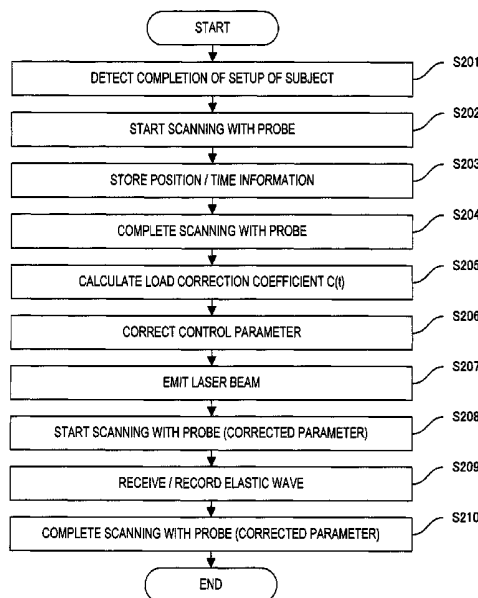 START
DETECT COMPLETION OF SETUP OF SUBJECT
S201
START SCANNING WITH PROBE
S202
STORE POSITION / TIME INFORMATION
S203
COMPLETE SCANNING WITH PROBE
S204
CALCULATE LOAD CORRECTION COEFFICIENT C(t)
S205
CORRECT CONTROL PARAMETER
S206
EMIT LASER BEAM
S207
START SCANNING WITH PROBE (CORRECTED PARAMETER)
S208
RECEIVE / RECORD ELASTIC WAVE
S209
COMPLETE SCANNING WITH PROBE (CORRECTED PARAMETER)
S210
END